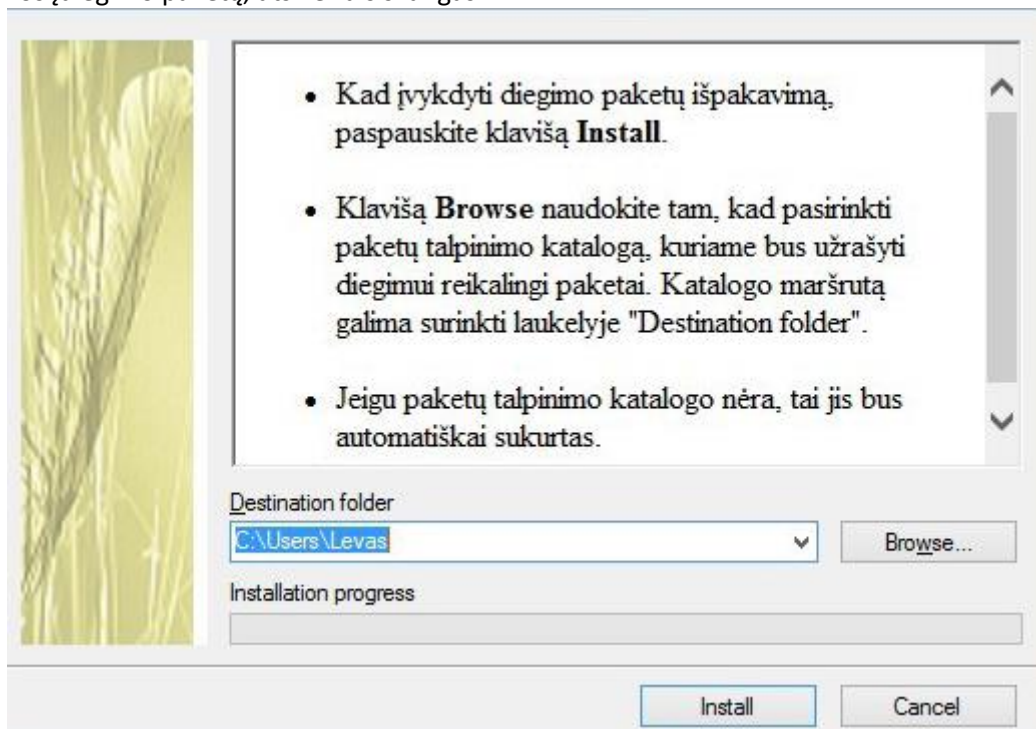 Kad įvykdyti diegimo paketų išpakavimą,
paspauskite klavišą Install.
Klavišą Browse naudokite tam, kad pasirinkti
paketų talpinimo katalogą, kuriame bus užrašyti
diegimui reikalingi paketai. Katalogo maršrutą
galima surinkti laukelyje "Destination folder".
Jeigu paketų talpinimo katalogo nėra, tai jis bus
automatiškai sukurtas.
Destination folder
C:\Users\Levas
Browse...
Installation progress
Install
Cancel